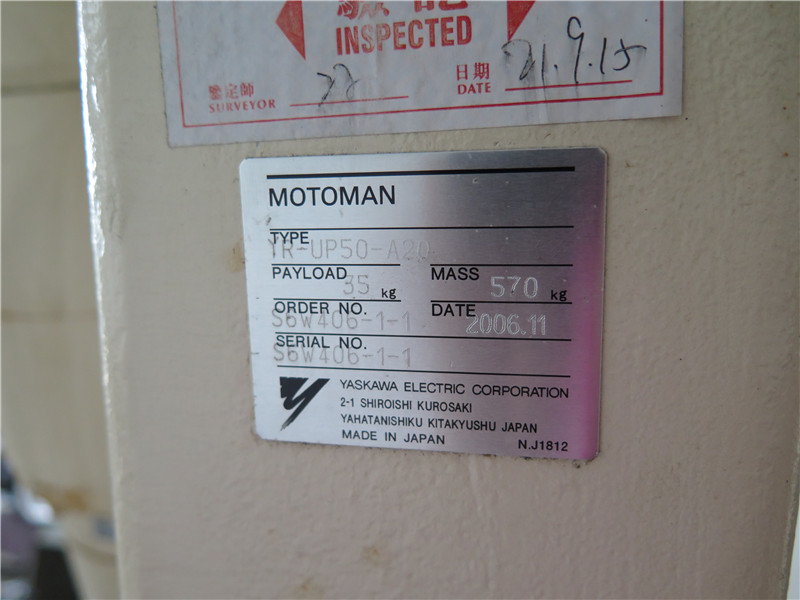 INSPECTED
鑒定師
SURVEYOR 22
日期
DATE 21.9.15
MOTOMAN
TYPE
YR-UP50-A20
PAYLOAD 35 kg MASS 570 kg
ORDER NO. DATE
S6W406-1-1 2006.11
SERIAL NO.
S6W406-1-1
YASKAWA ELECTRIC CORPORATION
2-1 SHIROISHI KUROSAKI
YAHATANISHIKU KITAKYUSHU JAPAN
MADE IN JAPAN N.J1812